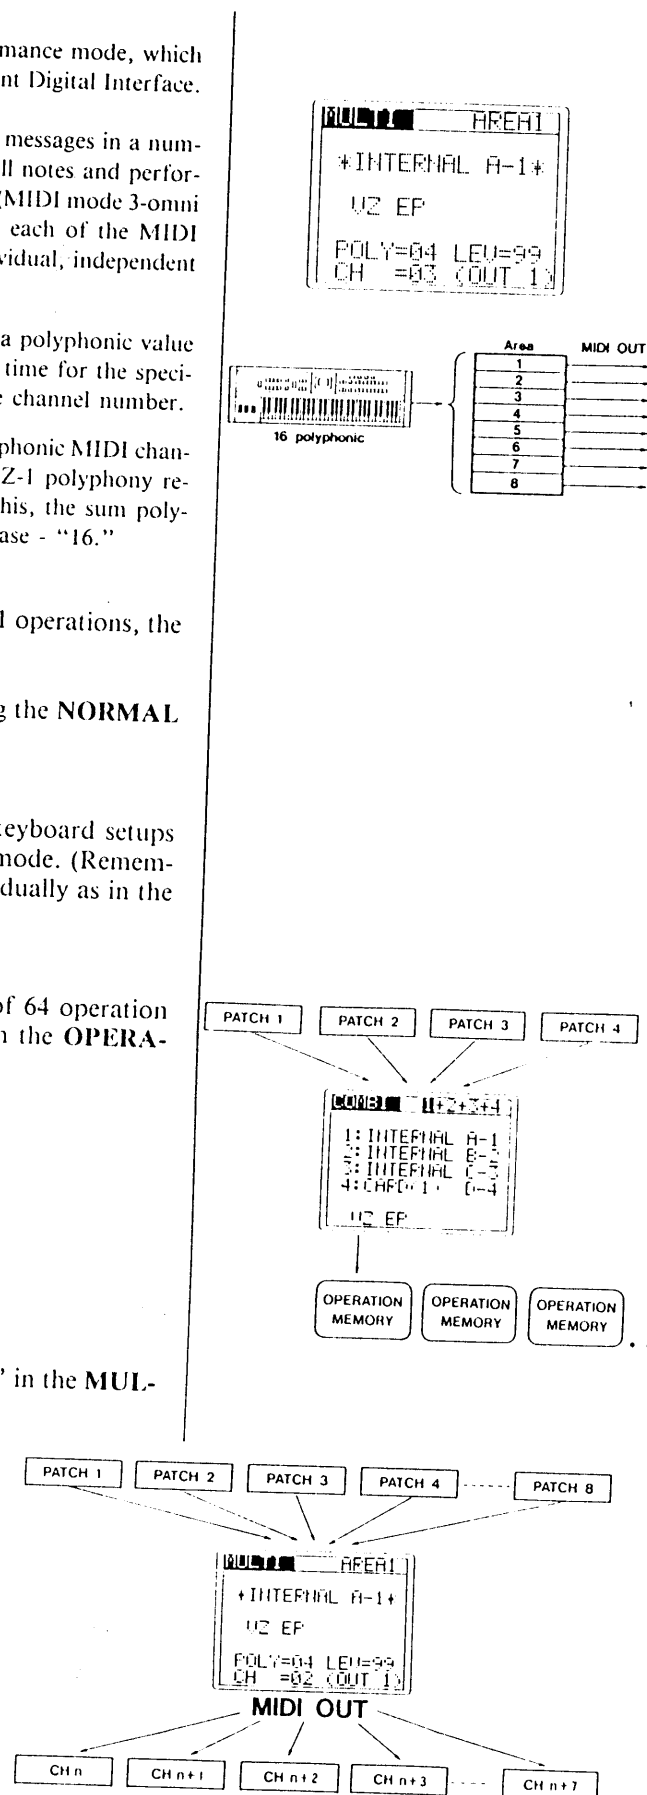 mance mode, which
nt Digital Interface.
messages in a num-
ll notes and perfor-
(MIDI mode 3-omni
each of the MIDI
vidual, independent
a polyphonic value
time for the speci-
e channel number.
phonic MIDI chan-
Z-1 polyphony re-
his, the sum poly-
ase - “16.”
l operations, the
g the NORMAL
keyboard setups
mode. (Remem-
dually as in the
of 64 operation
n the OPERA-
” in the MUL-
MULTI AREA1
*INTERNAL A-1*
VZ EP
POLY=04 LEV=99
CH =03 (OUT 1)
Area MIDI OUT
1
2
3
4
5
6
7
8
16 polyphonic
PATCH 1 PATCH 2 PATCH 3 PATCH 4
COMBI 1+2+3+4
1:INTERNAL A-1
2:INTERNAL B-2
3:INTERNAL C-3
4:CARD(1) D-4
VZ EP
OPERATION MEMORY
OPERATION MEMORY
OPERATION MEMORY
PATCH 1 PATCH 2 PATCH 3 PATCH 4 PATCH 8
MULTI AREA1
*INTERNAL A-1*
VZ EP
POLY=04 LEV=99
CH =02 (OUT 1)
MIDI OUT
CH n CH n+1 CH n+2 CH n+3 CH n+7